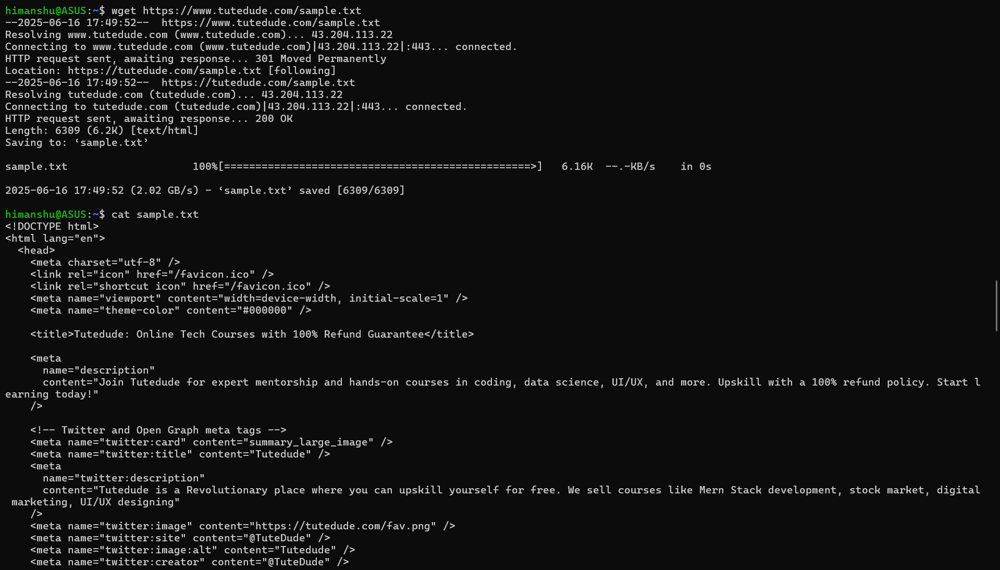 himanshu@ASUS:~$ wget https://www.tutedude.com/sample.txt
--2025-06-16 17:49:52--  https://www.tutedude.com/sample.txt
Resolving www.tutedude.com (www.tutedude.com)... 43.204.113.22
Connecting to www.tutedude.com (www.tutedude.com)|43.204.113.22|:443... connected.
HTTP request sent, awaiting response... 301 Moved Permanently
Location: https://tutedude.com/sample.txt [following]
--2025-06-16 17:49:52--  https://tutedude.com/sample.txt
Resolving tutedude.com (tutedude.com)... 43.204.113.22
Connecting to tutedude.com (tutedude.com)|43.204.113.22|:443... connected.
HTTP request sent, awaiting response... 200 OK
Length: 6309 (6.2K) [text/html]
Saving to: ‘sample.txt’

sample.txt                    100%[=================================================>]   6.16K  --.-KB/s    in 0s

2025-06-16 17:49:52 (2.02 GB/s) - ‘sample.txt’ saved [6309/6309]

himanshu@ASUS:~$ cat sample.txt
<!DOCTYPE html>
<html lang="en">
  <head>
    <meta charset="utf-8" />
    <link rel="icon" href="/favicon.ico" />
    <link rel="shortcut icon" href="/favicon.ico" />
    <meta name="viewport" content="width=device-width, initial-scale=1" />
    <meta name="theme-color" content="#000000" />

    <title>Tutedude: Online Tech Courses with 100% Refund Guarantee</title>

    <meta
      name="description"
      content="Join Tutedude for expert mentorship and hands-on courses in coding, data science, UI/UX, and more. Upskill with a 100% refund policy. Start l
earning today!"
    />

    <!-- Twitter and Open Graph meta tags -->
    <meta name="twitter:card" content="summary_large_image" />
    <meta name="twitter:title" content="Tutedude" />
    <meta
      name="twitter:description"
      content="Tutedude is a Revolutionary place where you can upskill yourself for free. We sell courses like Mern Stack development, stock market, digital
 marketing, UI/UX designing"
    />
    <meta name="twitter:image" content="https://tutedude.com/fav.png" />
    <meta name="twitter:site" content="@TuteDude" />
    <meta name="twitter:image:alt" content="Tutedude" />
    <meta name="twitter:creator" content="@TuteDude" />